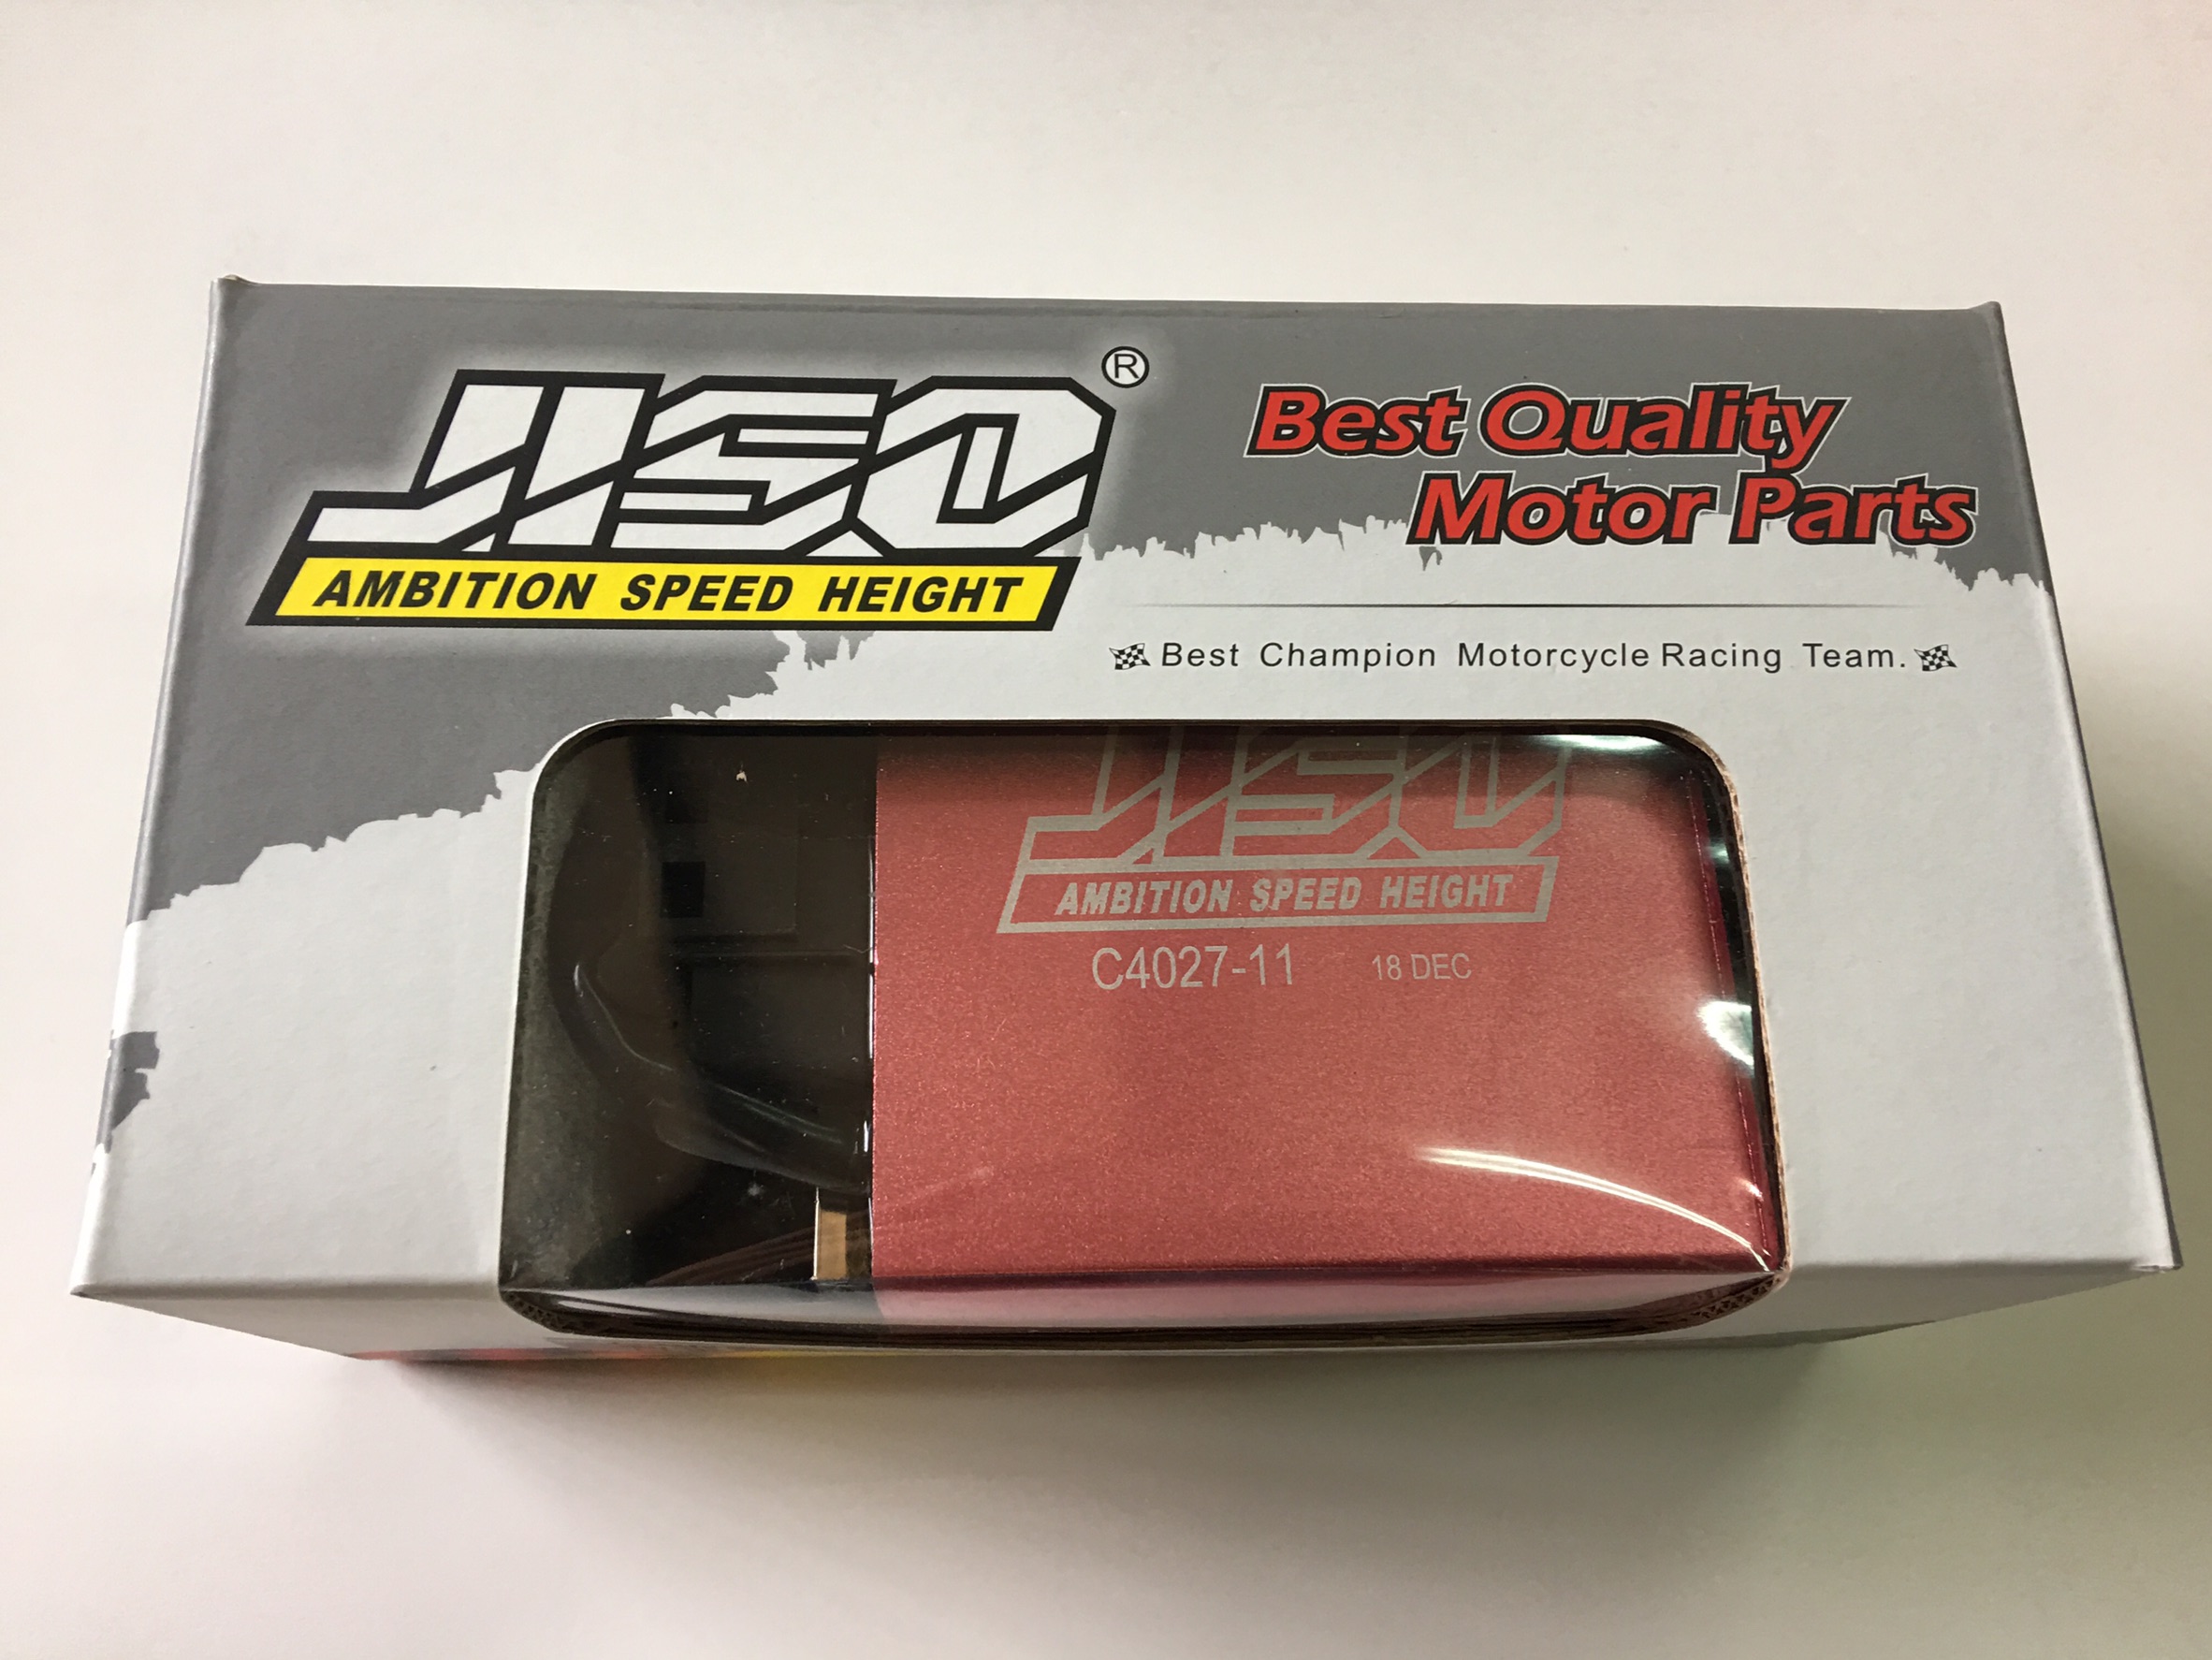 JISO®
AMBITION SPEED HEIGHT
Best Quality
Motor Parts
Best Champion Motorcycle Racing Team.
JISO
AMBITION SPEED HEIGHT
C4027-11 18 DEC